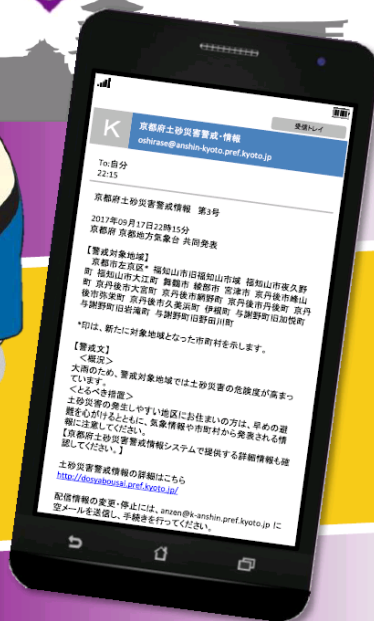 受信トレイ
K
京都府土砂災害警戒・情報
oshirase@anshin-kyoto.pref.kyoto.jp
To:自分
22:15
京都府土砂災害警戒情報 第3号
2017年09月17日22時15分
京都府 京都地方気象台 共同発表
【警戒対象地域】
京都市左京区* 福知山市旧福知山市域 福知山市夜久野
町 福知山市大江町 舞鶴市 綾部市 宮津市 京丹後市峰山
町 京丹後市大宮町 京丹後市網野町 京丹後市丹後町 京丹
後市弥栄町 京丹後市久美浜町 伊根町 与謝野町旧加悦町
与謝野町旧岩滝町 与謝野町旧野田川町
*印は、新たに対象地域となった市町村を示します。
【警戒文】
<概況>
大雨のため、警戒対象地域では土砂災害の危険度が高まっ
ています。
<とるべき措置>
土砂災害の発生しやすい地区にお住まいの方は、早めの避
難を心がけるとともに、気象情報や市町村から発表される情
報に注意してください。
【京都府土砂災害警戒情報システムで提供する詳細情報も確
認してください。】
土砂災害警戒情報の詳細はこちら
http://dosyabousai.pref.kyoto.jp/
配信情報の変更・停止には、anzen@k-anshin.pref.kyoto.jp に
空メールを送信し、手続きを行ってください。